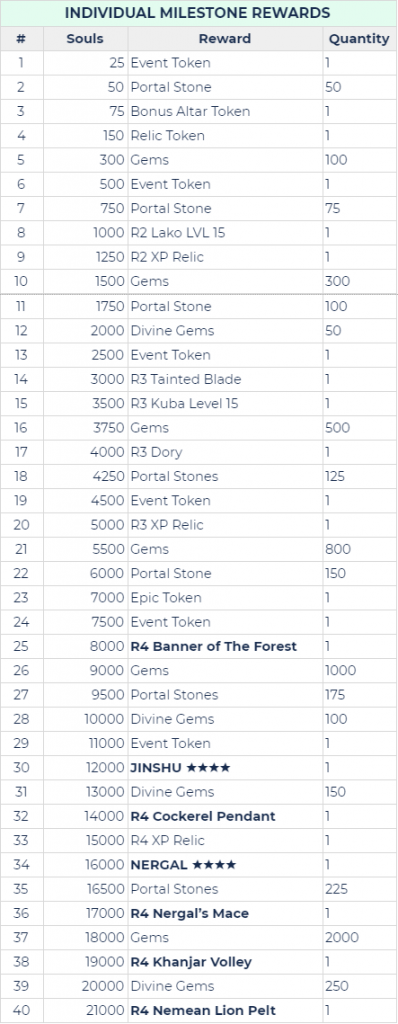 INDIVIDUAL MILESTONE REWARDS
# Souls Reward Quantity
1 25 Event Token 1
2 50 Portal Stone 50
3 75 Bonus Altar Token 1
4 150 Relic Token 1
5 300 Gems 100
6 500 Event Token 1
7 750 Portal Stone 75
8 1000 R2 Lako LVL 15 1
9 1250 R2 XP Relic 1
10 1500 Gems 300
11 1750 Portal Stone 100
12 2000 Divine Gems 50
13 2500 Event Token 1
14 3000 R3 Tainted Blade 1
15 3500 R3 Kuba Level 15 1
16 3750 Gems 500
17 4000 R3 Dory 1
18 4250 Portal Stones 125
19 4500 Event Token 1
20 5000 R3 XP Relic 1
21 5500 Gems 800
22 6000 Portal Stone 150
23 7000 Epic Token 1
24 7500 Event Token 1
25 8000 R4 Banner of The Forest 1
26 9000 Gems 1000
27 9500 Portal Stones 175
28 10000 Divine Gems 100
29 11000 Event Token 1
30 12000 JINSHU ★★★★ 1
31 13000 Divine Gems 150
32 14000 R4 Cockerel Pendant 1
33 15000 R4 XP Relic 1
34 16000 NERGAL ★★★★ 1
35 16500 Portal Stones 225
36 17000 R4 Nergal's Mace 1
37 18000 Gems 2000
38 19000 R4 Khanjar Volley 1
39 20000 Divine Gems 250
40 21000 R4 Nemean Lion Pelt 1